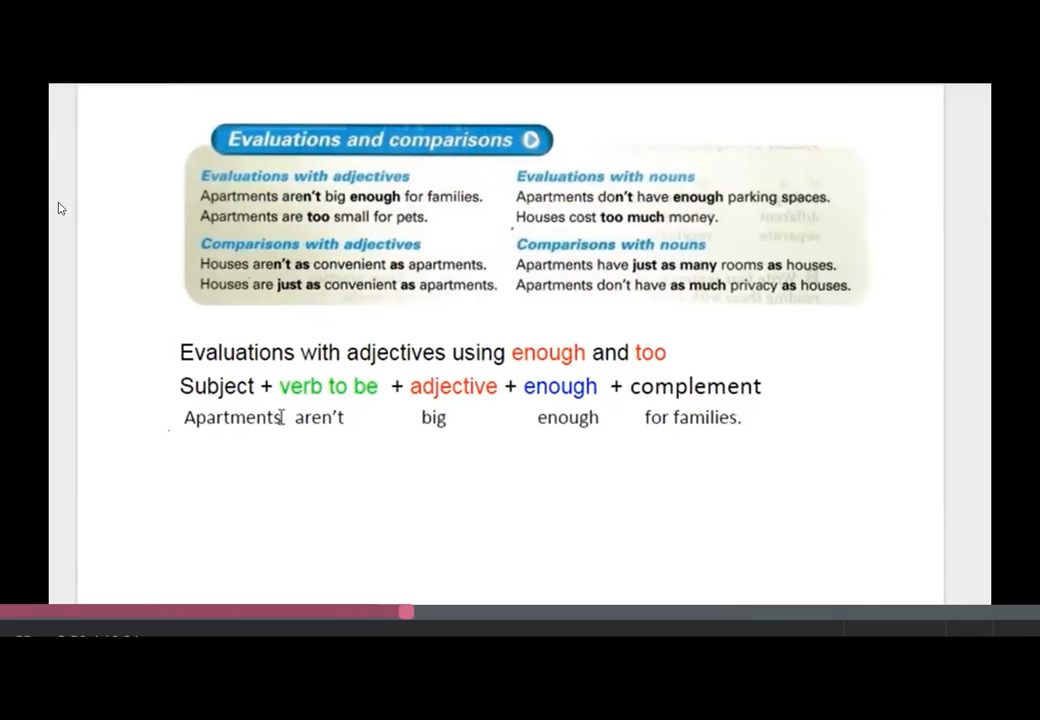 Evaluations and comparisons
Evaluations with adjectives
Apartments aren't big enough for families.
Apartments are too small for pets.
Comparisons with adjectives
Houses aren't as convenient as apartments.
Houses are just as convenient as apartments.
Evaluations with nouns
Apartments don't have enough parking spaces.
Houses cost too much money.
Comparisons with nouns
Apartments have just as many rooms as houses.
Apartments don't have as much privacy as houses.
Evaluations with adjectives using enough and too
Subject + verb to be + adjective + enough + complement
Apartments aren't big enough for families.